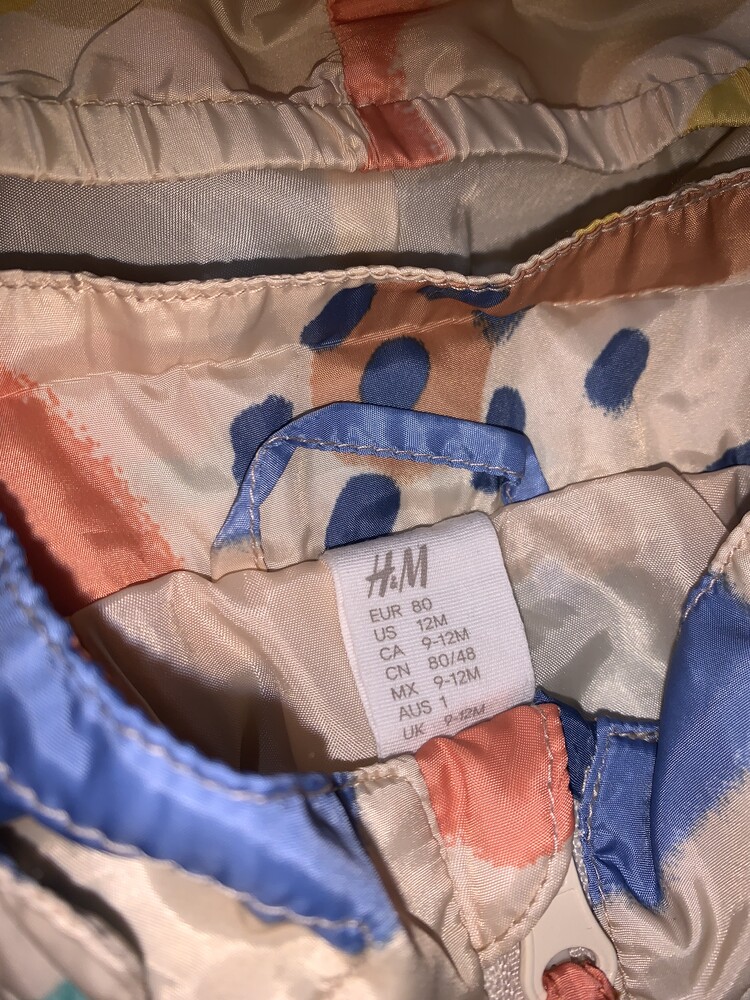 H&M
EUR 80
US 12M
CA 9-12M
CN 80/48
MX 9-12M
AUS 1
UK 9-12M